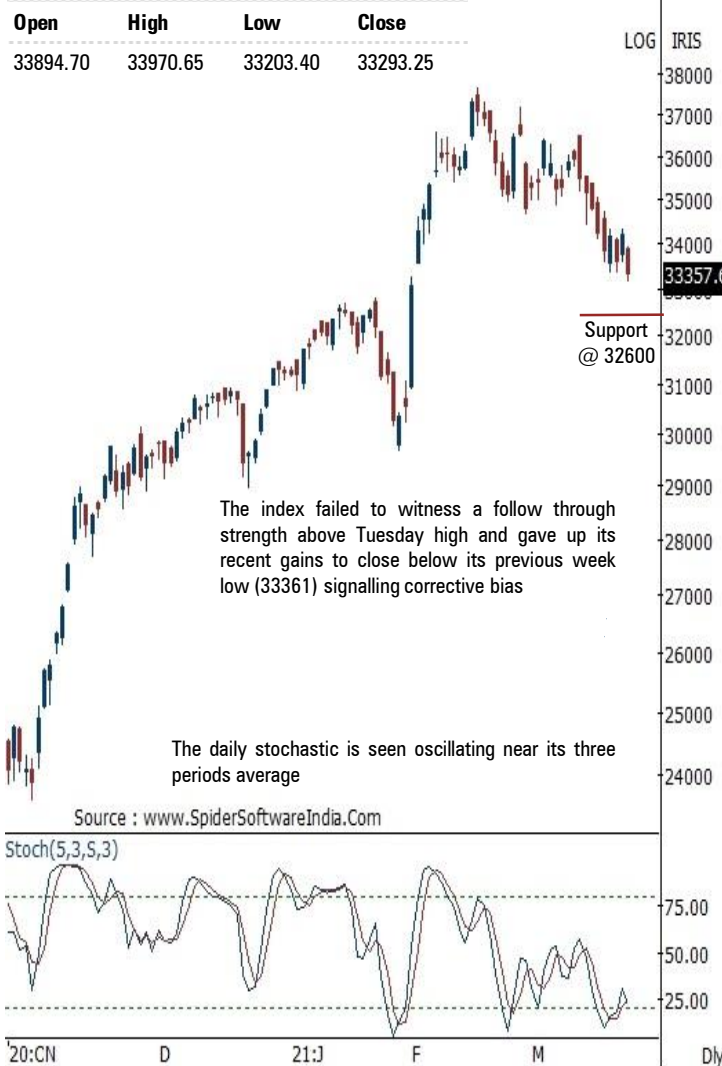 Open High Low Close
33894.70 33970.65 33203.40 33293.25
LOG IRIS
38000
37000
36000
35000
34000
33357.6
33000
Support
@ 32600
32000
31000
30000
29000
The index failed to witness a follow through
strength above Tuesday high and gave up its
recent gains to close below its previous week
low (33361) signalling corrective bias
28000
27000
26000
25000
The daily stochastic is seen oscillating near its three
periods average
24000
Source : www.SpiderSoftwareIndia.Com
Stoch(5,3,S,3)
75.00
50.00
25.00
'20:CN D 21:J F M Dly